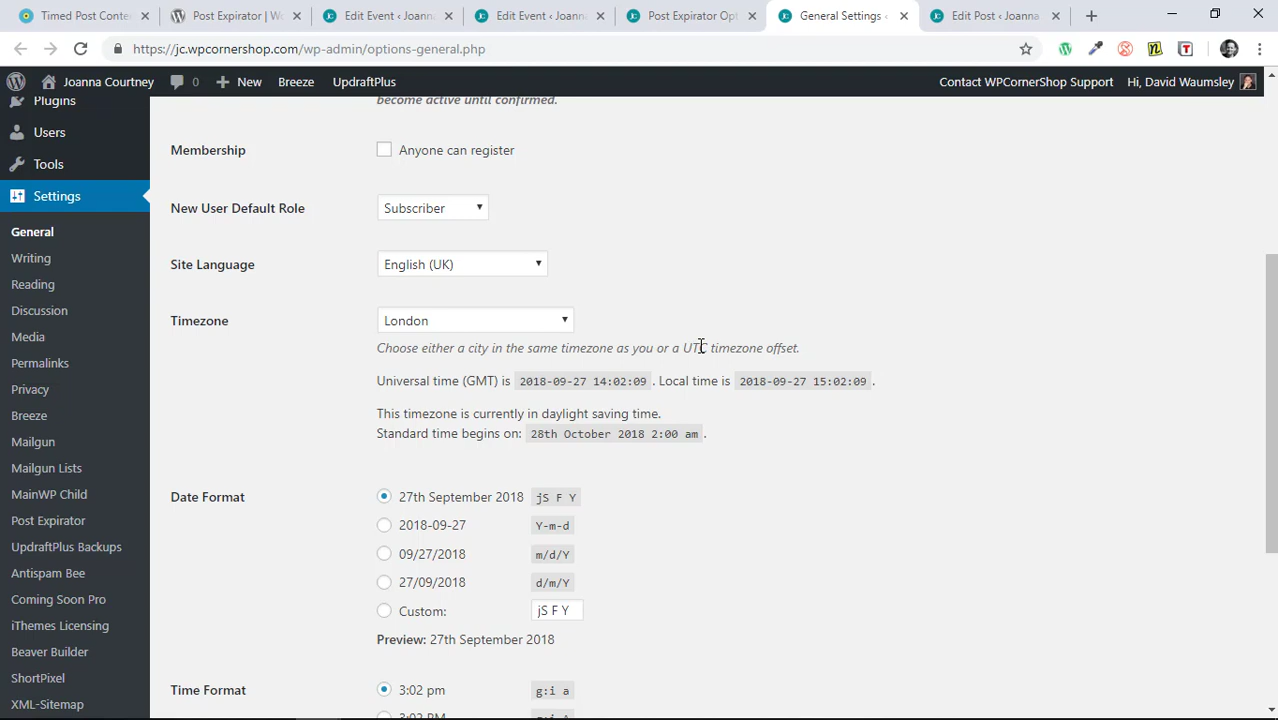 Timed Post Conte
Post Expirator | Wo
Edit Event ‹ Joann
Edit Event ‹ Joann
Post Expirator Opt
General Settings ‹
Edit Post ‹ Joanna
https://jc.wpcornershop.com/wp-admin/options-general.php
Joanna Courtney 0 New Breeze UpdraftPlus Contact WPCornerShop Support Hi, David Waumsley
Plugins
Users
Tools
Settings
General
Writing
Reading
Discussion
Media
Permalinks
Privacy
Breeze
Mailgun
Mailgun Lists
MainWP Child
Post Expirator
UpdraftPlus Backups
Antispam Bee
Coming Soon Pro
iThemes Licensing
Beaver Builder
ShortPixel
XML-Sitemap
become active until confirmed.
Membership Anyone can register
New User Default Role Subscriber
Site Language English (UK)
Timezone London
Choose either a city in the same timezone as you or a UTC timezone offset.
Universal time (GMT) is 2018-09-27 14:02:09 . Local time is 2018-09-27 15:02:09 .
This timezone is currently in daylight saving time.
Standard time begins on: 28th October 2018 2:00 am .
Date Format 27th September 2018 jS F Y
2018-09-27 Y-m-d
09/27/2018 m/d/Y
27/09/2018 d/m/Y
Custom: jS F Y
Preview: 27th September 2018
Time Format 3:02 pm g:i a
3:02 PM g:i A